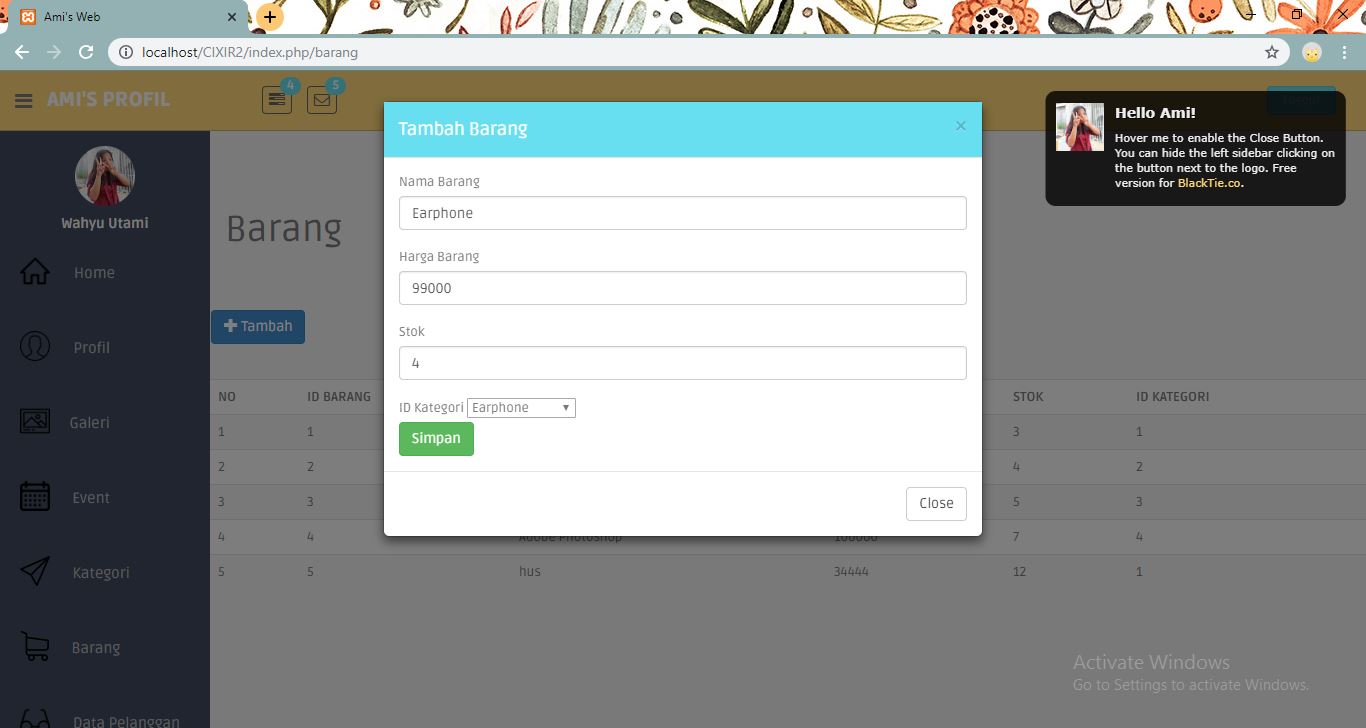 Ami's Web
localhost/CIXIR2/index.php/barang
AMI'S PROFIL
4
5
Wahyu Utami
Home
Profil
Galeri
Event
Kategori
Barang
Data Pelanggan
Barang
Tambah
Tambah Barang
×
Nama Barang
Earphone
Harga Barang
99000
Stok
4
ID Kategori Earphone
Simpan
Close
Hello Ami!
Hover me to enable the Close Button.
You can hide the left sidebar clicking on
the button next to the logo. Free
version for BlackTie.co.
NO ID BARANG STOK ID KATEGORI
1 1 3 1
2 2 4 2
3 3 5 3
4 4 Adobe Photoshop 100000 7 4
5 5 hus 34444 12 1
Activate Windows
Go to Settings to activate Windows.